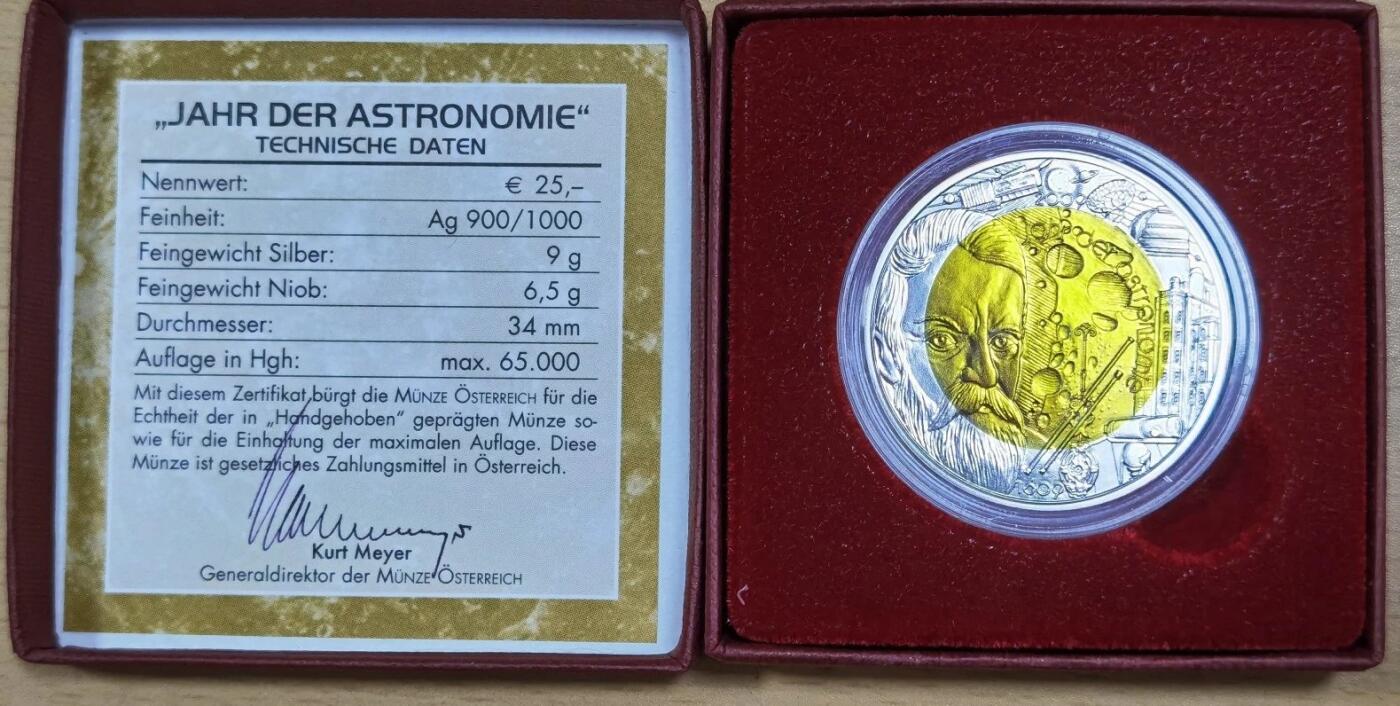 „JAHR DER ASTRONOMIE“
TECHNISCHE DATEN
Nennwert: € 25,–
Feinheit: Ag 900/1000
Feingewicht Silber: 9 g
Feingewicht Niob: 6,5 g
Durchmesser: 34 mm
Auflage in Hgh: max. 65.000
Mit diesem Zertifikat bürgt die MÜNZE ÖSTERREICH für die
Echtheit der in „Handgehoben“ geprägten Münze so-
wie für die Einhaltung der maximalen Auflage. Diese
Münze ist gesetzliches Zahlungsmittel in Österreich.
Kurt Meyer
Generaldirektor der MÜNZE ÖSTERREICH
2009
1609